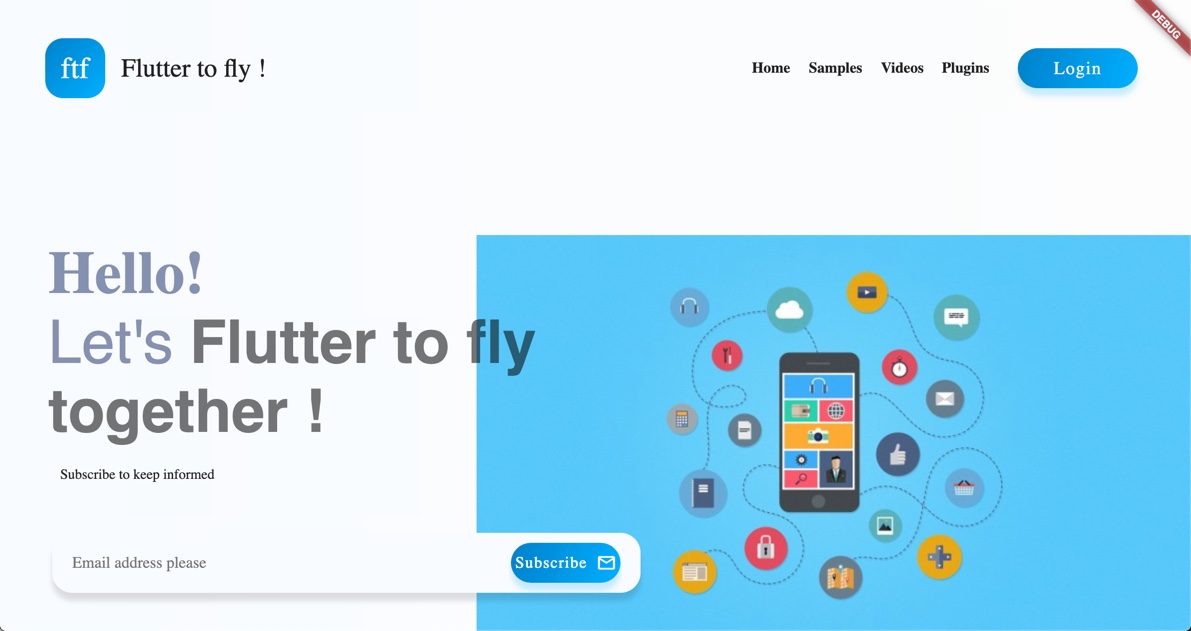 DEBUG
ftf Flutter to fly ! Home Samples Videos Plugins Login
Hello!
Let's Flutter to fly
together !
Subscribe to keep informed
Email address please Subscribe